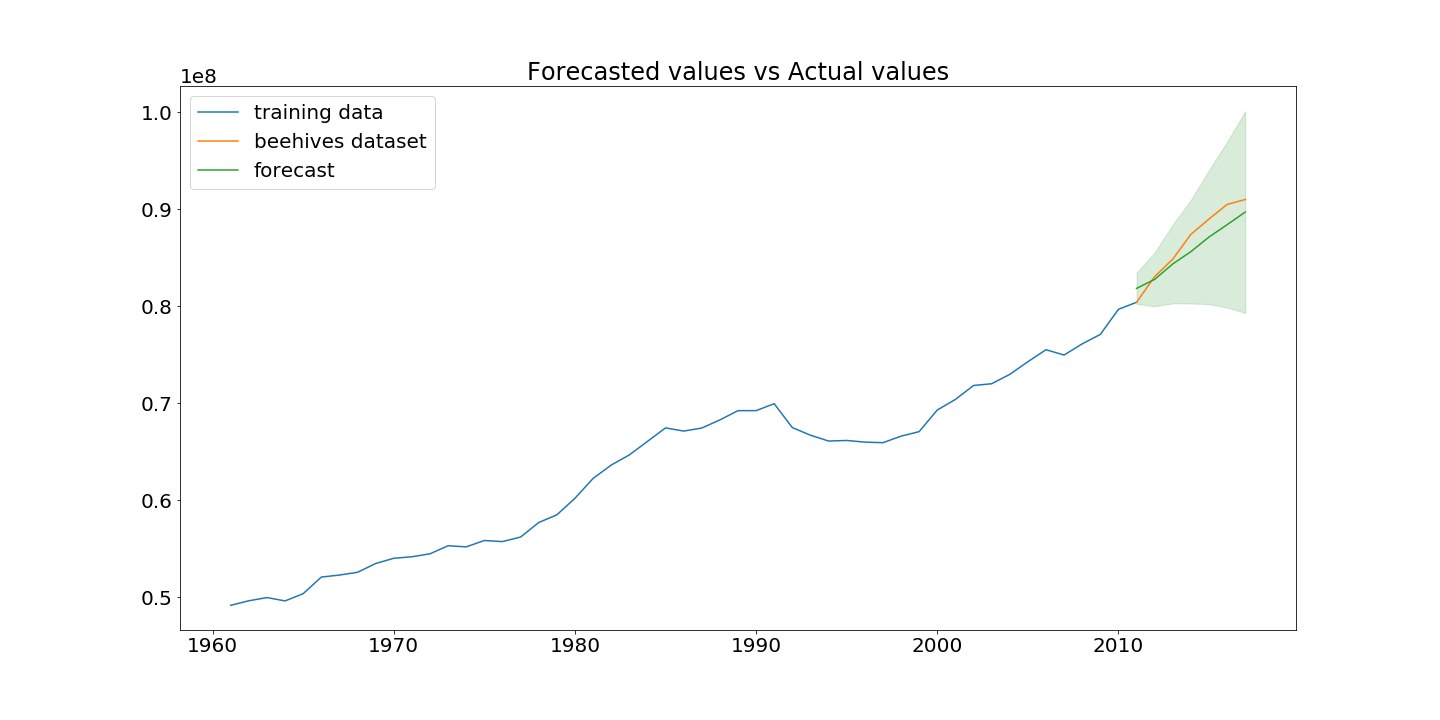 Forecasted values vs Actual values
1e8
training data
beehives dataset
forecast
1.0
0.9
0.8
0.7
0.6
0.5
1960 1970 1980 1990 2000 2010